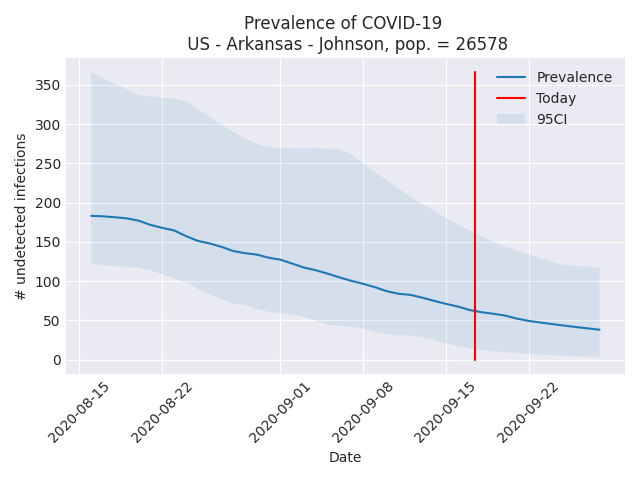 Prevalence of COVID-19
US - Arkansas - Johnson, pop. = 26578
Prevalence
Today
95CI
# undetected infections
350
300
250
200
150
100
50
0
2020-08-15
2020-08-22
2020-09-01
2020-09-08
2020-09-15
2020-09-22
Date